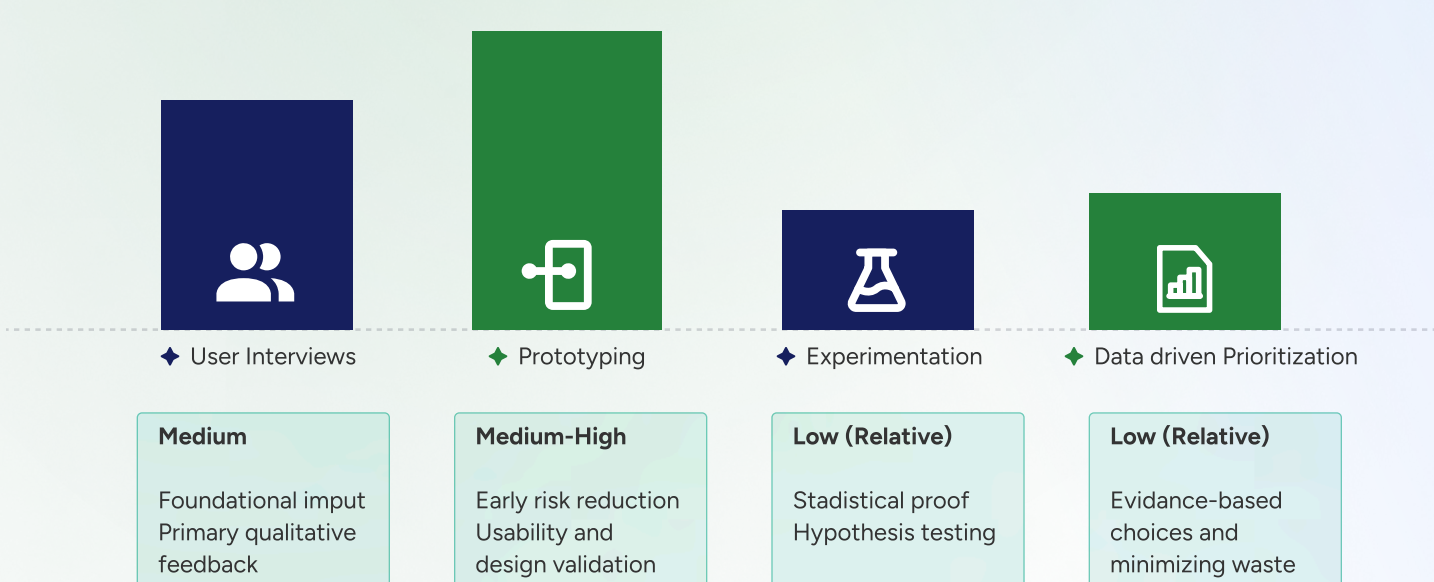 User Interviews
Prototyping
Experimentation
Data driven Prioritization
Medium
Foundational imput
Primary qualitative
feedback
Medium-High
Early risk reduction
Usability and
design validation
Low (Relative)
Stadistical proof
Hypothesis testing
Low (Relative)
Evidance-based
choices and
minimizing waste